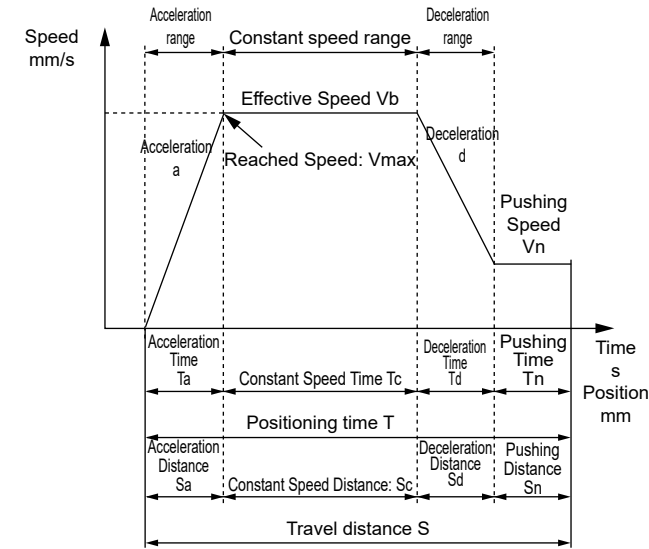 Speed
mm/s
Acceleration
range
Constant speed range
Deceleration
range
Effective Speed Vb
Acceleration
a
Reached Speed: Vmax
Deceleration
d
Pushing
Speed
Vn
Acceleration
Time
Ta
Constant Speed Time Tc
Deceleration
Time
Td
Pushing
Time
Tn
Time
s
Position
mm
Positioning time T
Acceleration
Distance
Sa
Constant Speed Distance: Sc
Deceleration
Distance
Sd
Pushing
Distance
Sn
Travel distance S